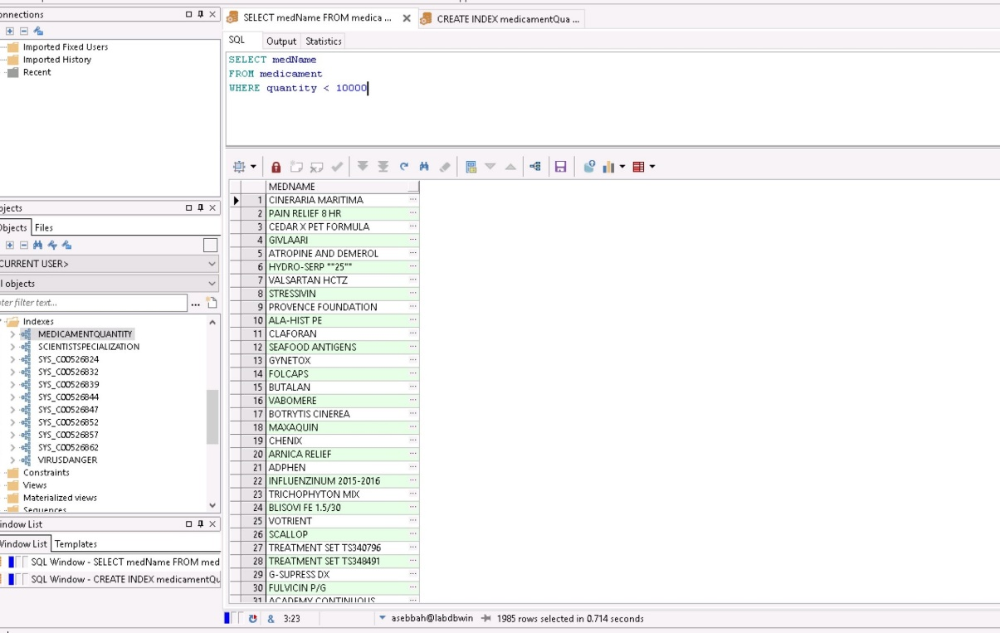 onnections
Imported Fixed Users
Imported History
Recent
bjects
Objects Files
CURRENT USER>
l objects
ter filter text...
Indexes
MEDICAMENTQUANTITY
SCIENTISTSPECIALIZATION
SYS_C00526824
SYS_C00526832
SYS_C00526839
SYS_C00526844
SYS_C00526847
SYS_C00526852
SYS_C00526857
SYS_C00526862
VIRUSDANGER
Constraints
Views
Materialized views
Sequences
indow List
Window List Templates
SQL Window - SELECT medName FROM med
SQL Window - CREATE INDEX medicamentQu
SELECT medName FROM medica ... CREATE INDEX medicamentQua ...
SQL Output Statistics
SELECT medName
FROM medicament
WHERE quantity < 10000
MEDNAME
1 CINERARIA MARITIMA ...
2 PAIN RELIEF 8 HR ...
3 CEDAR X PET FORMULA ...
4 GIVLAARI ...
5 ATROPINE AND DEMEROL ...
6 HYDRO-SERP ""25"" ...
7 VALSARTAN HCTZ ...
8 STRESSIVIN ...
9 PROVENCE FOUNDATION ...
10 ALA-HIST PE ...
11 CLAFORAN ...
12 SEAFOOD ANTIGENS ...
13 GYNETOX ...
14 FOLCAPS ...
15 BUTALAN ...
16 VABOMERE ...
17 BOTRYTIS CINEREA ...
18 MAXAQUIN ...
19 CHENIX ...
20 ARNICA RELIEF ...
21 ADPHEN ...
22 INFLUENZINUM 2015-2016 ...
23 TRICHOPHYTON MIX ...
24 BLISOVI FE 1.5/30 ...
25 VOTRIENT ...
26 SCALLOP ...
27 TREATMENT SET TS340796 ...
28 TREATMENT SET TS348491 ...
29 G-SUPRESS DX ...
30 FULVICIN P/G ...
31 ACADEMY CONTINUOUS ...
& 3:23 asebbah@labdbwin 1985 rows selected in 0.714 seconds